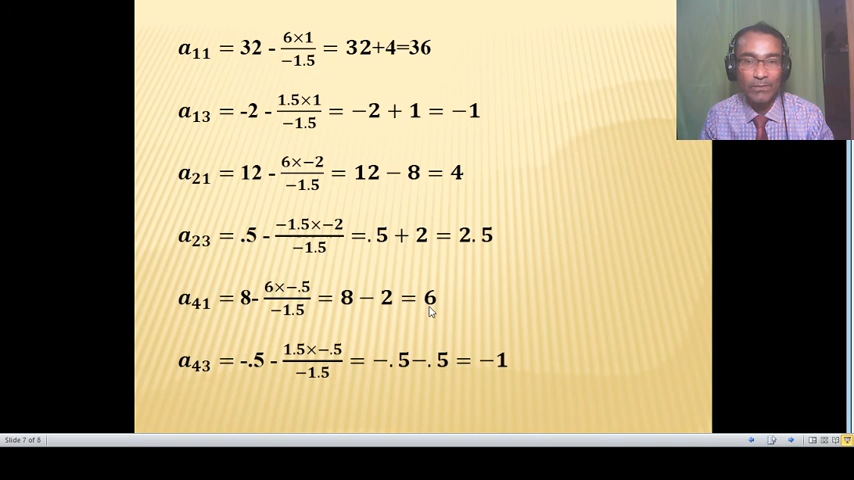 a₁₁ = 32 - (6×1)/(−1.5) = 32+4=36
a₁₃ = -2 - (1.5×1)/(−1.5) = −2 + 1 = −1
a₂₁ = 12 - (6×−2)/(−1.5) = 12 − 8 = 4
a₂₃ = .5 - (−1.5×−2)/(−1.5) =. 5 + 2 = 2. 5
a₄₁ = 8- (6×−.5)/(−1.5) = 8 − 2 = 6
a₄₃ = -.5 - (1.5×−.5)/(−1.5) = −. 5−. 5 = −1
Slide 7 of 8